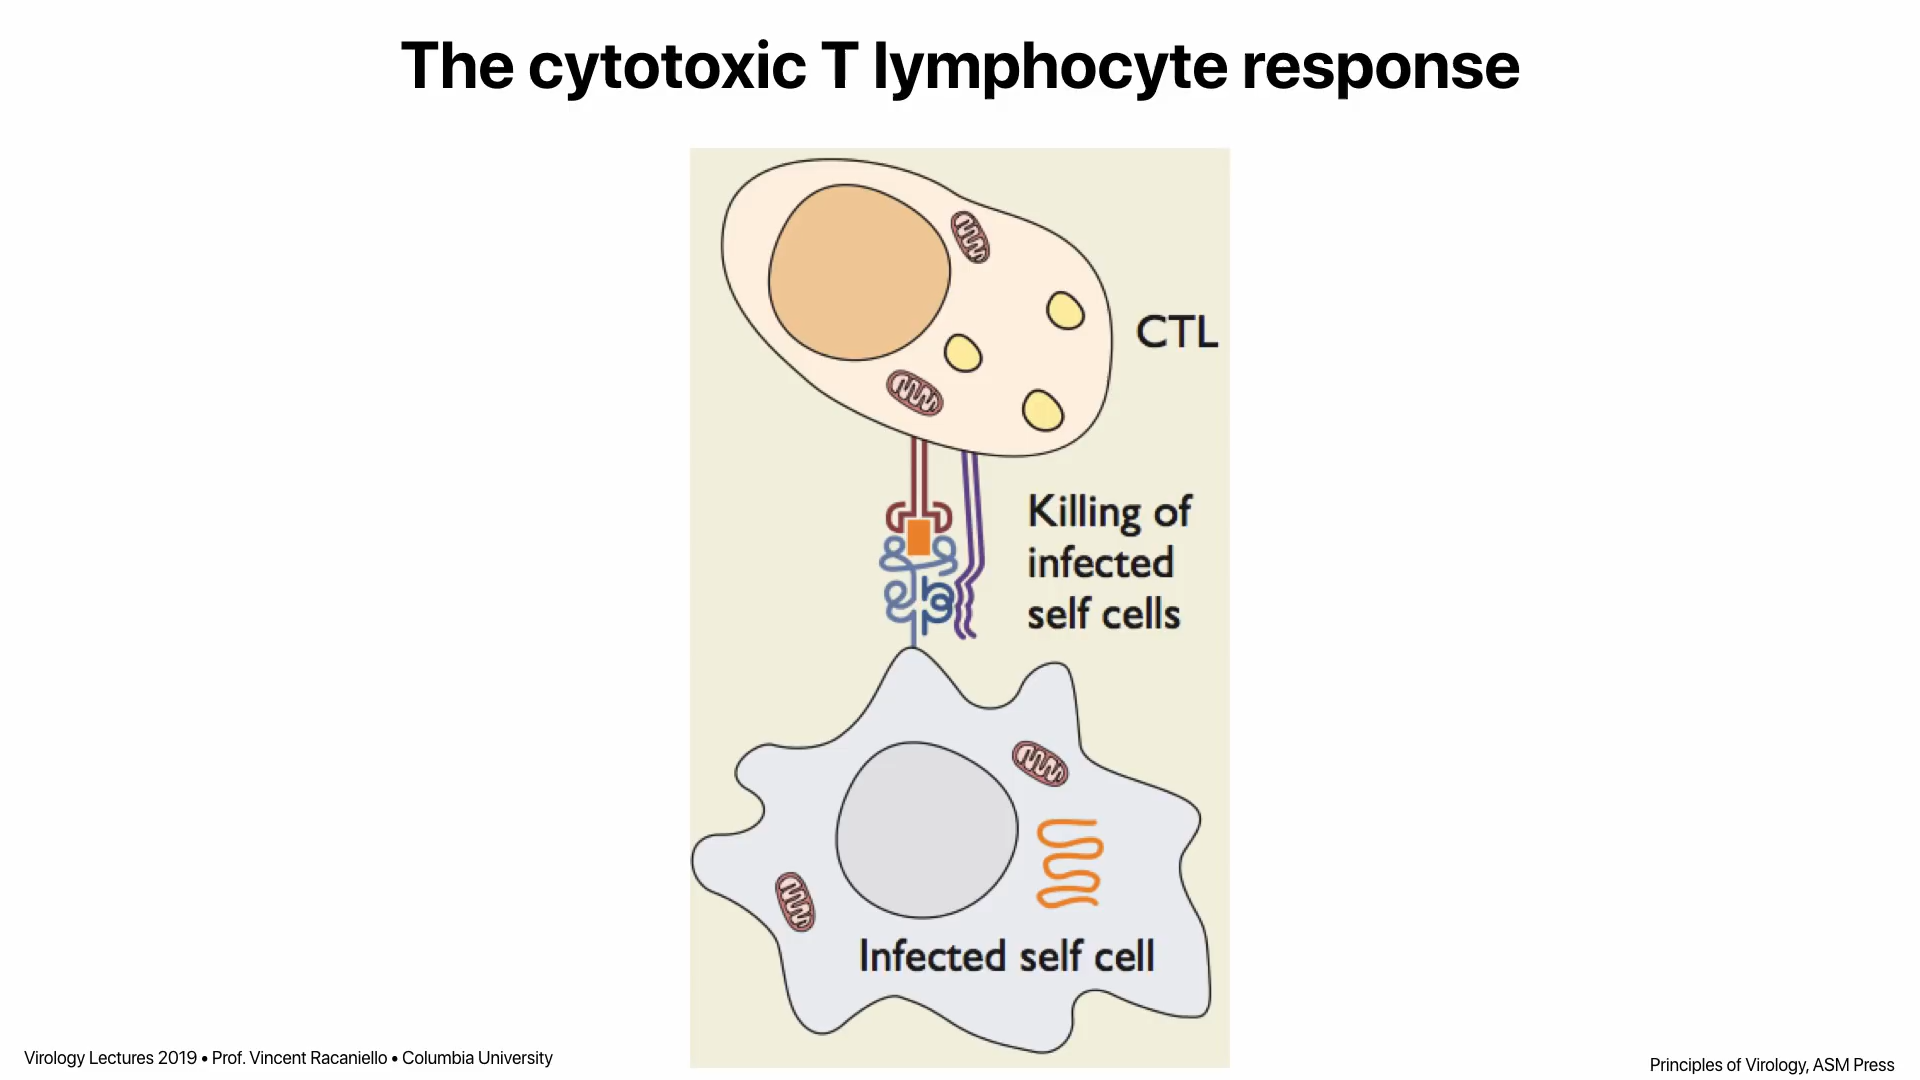 The cytotoxic T lymphocyte response
CTL
Killing of
infected
self cells
Infected self cell
Virology Lectures 2019 • Prof. Vincent Racaniello • Columbia University
Principles of Virology, ASM Press